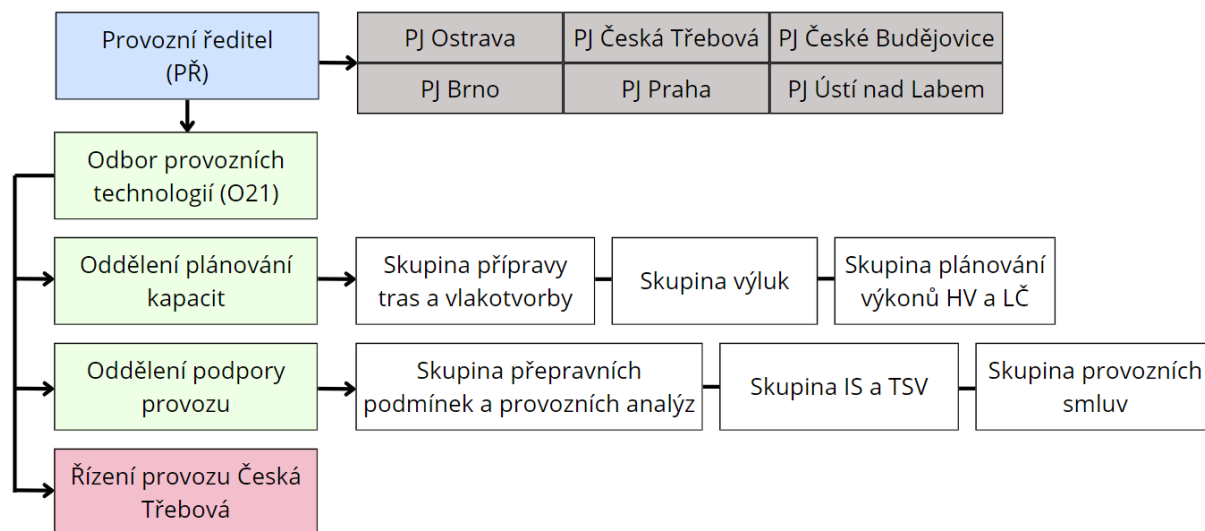 Provozní ředitel
(PŘ)
PJ Ostrava
PJ Česká Třebová
PJ České Budějovice
PJ Brno
PJ Praha
PJ Ústí nad Labem
Odbor provozních
technologií (O21)
Oddělení plánování
kapacit
Skupina přípravy
tras a vlakotvorby
Skupina výluk
Skupina plánování
výkonů HV a LČ
Oddělení podpory
provozu
Skupina přepravních
podmínek a provozních analýz
Skupina IS a TSV
Skupina provozních
smluv
Řízení provozu Česká
Třebová